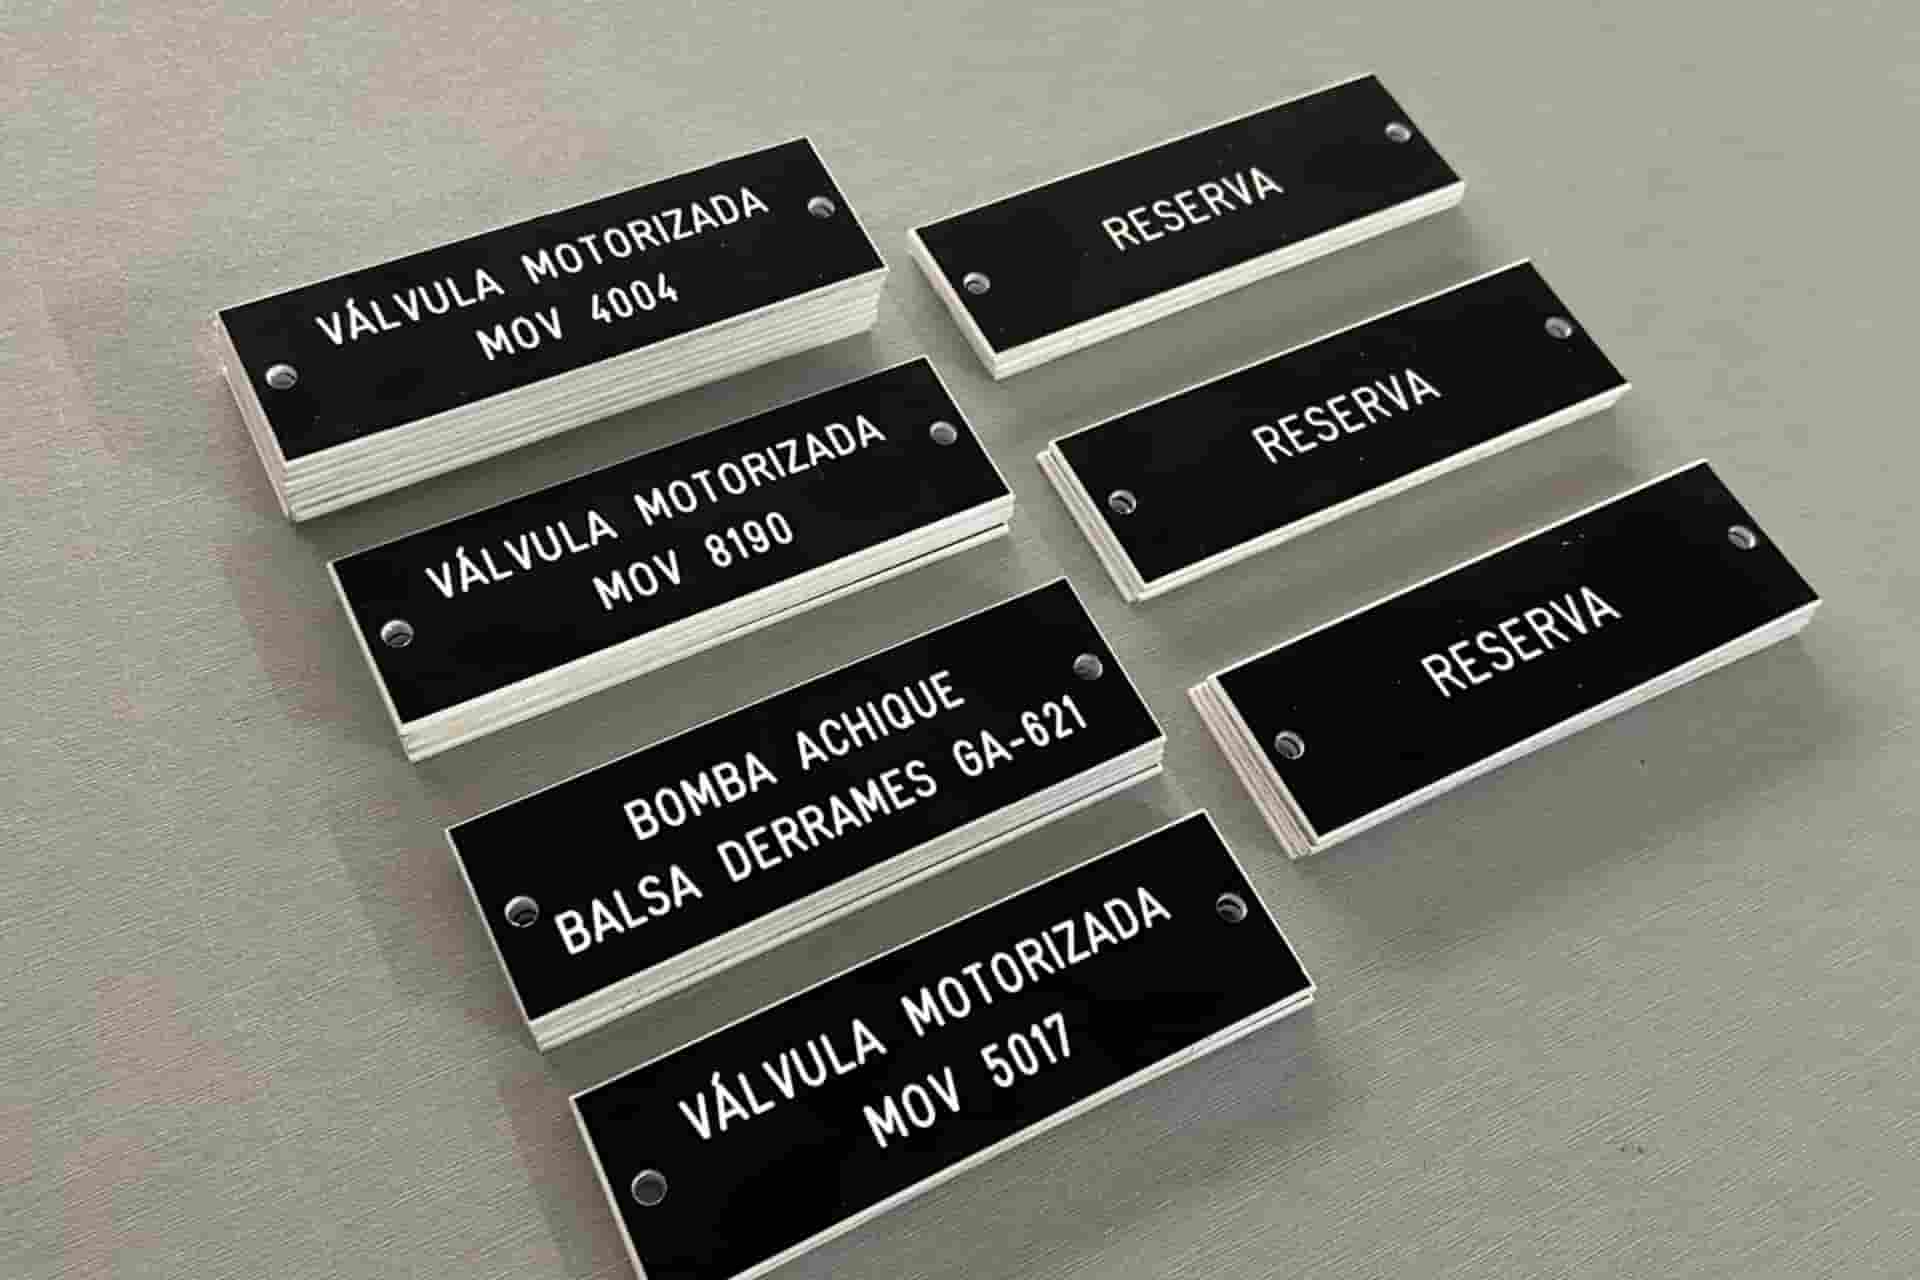 VÁLVULA MOTORIZADA
MOV 4004
VÁLVULA MOTORIZADA
MOV 8190
BOMBA ACHIQUE
BALSA DERRAMES GA-621
VÁLVULA MOTORIZADA
MOV 5017
RESERVA
RESERVA
RESERVA